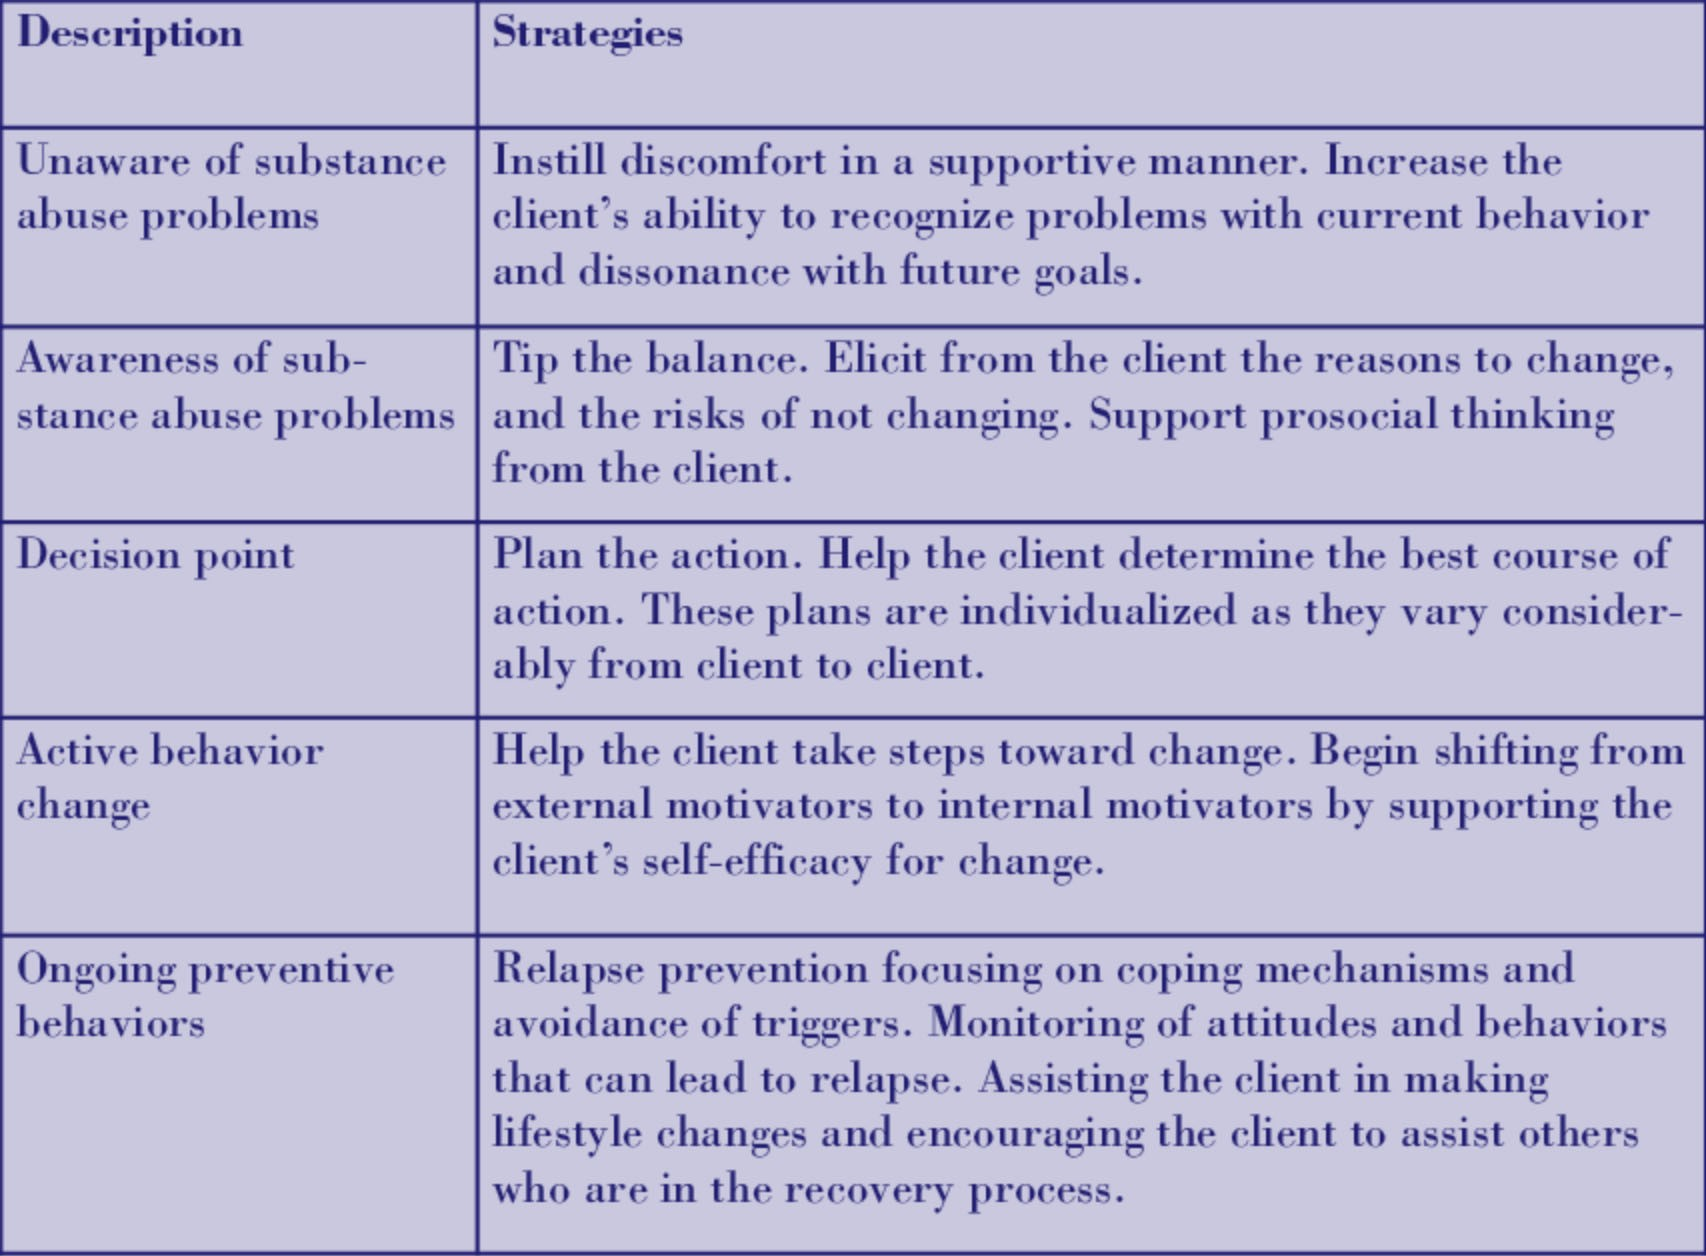 Description
Strategies
Unaware of substance
abuse problems
Instill discomfort in a supportive manner. Increase the
client’s ability to recognize problems with current behavior
and dissonance with future goals.
Awareness of sub-
stance abuse problems
Tip the balance. Elicit from the client the reasons to change,
and the risks of not changing. Support prosocial thinking
from the client.
Decision point
Plan the action. Help the client determine the best course of
action. These plans are individualized as they vary consider-
ably from client to client.
Active behavior
change
Help the client take steps toward change. Begin shifting from
external motivators to internal motivators by supporting the
client’s self-efficacy for change.
Ongoing preventive
behaviors
Relapse prevention focusing on coping mechanisms and
avoidance of triggers. Monitoring of attitudes and behaviors
that can lead to relapse. Assisting the client in making
lifestyle changes and encouraging the client to assist others
who are in the recovery process.